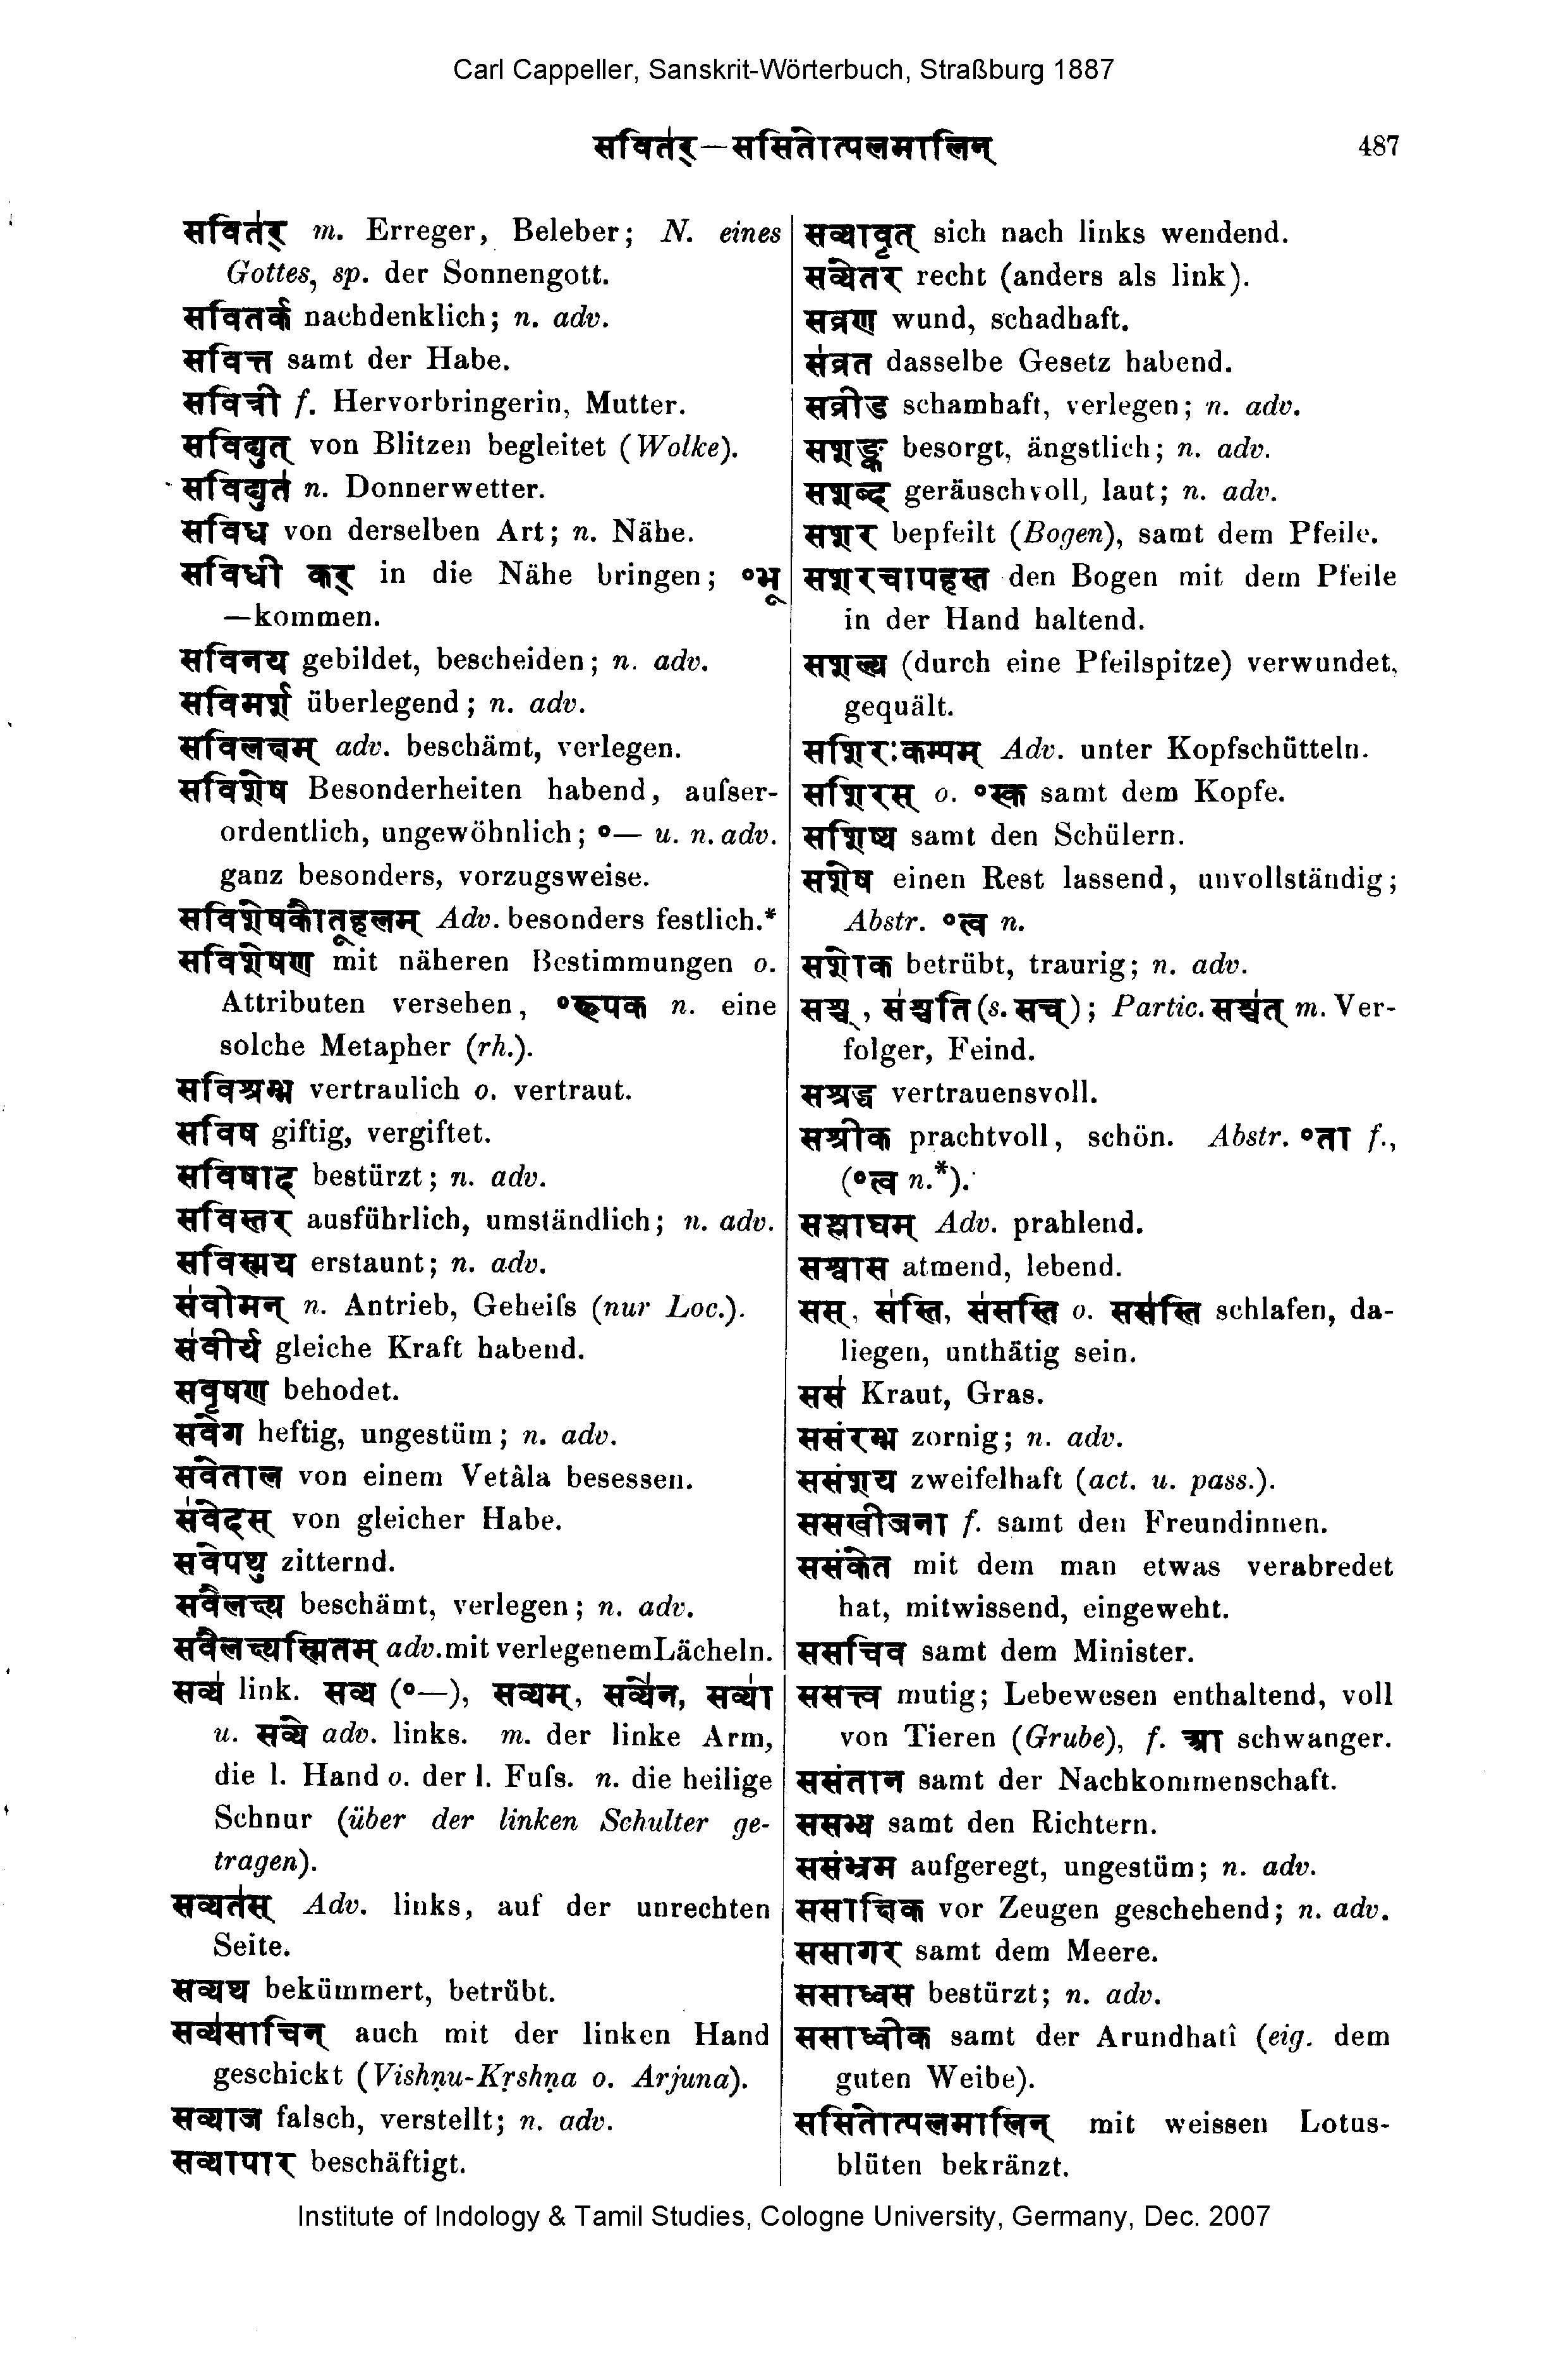 Carl Cappeller, Sanskrit-Wörterbuch, Straßburg 1887
सवित॑र्—ससितोत्पलमालिन्
487
सवित॑र् m. Erreger, Beleber; N. eines
Gottes, sp. der Sonnengott.
सवितर्क nachdenklich; n. adv.
सवित्त samt der Habe.
सवित्री f. Hervorbringerin, Mutter.
सविद्युत् von Blitzen begleitet (Wolke).
सविद्युत॑ n. Donnerwetter.
सविध von derselben Art; n. Nähe.
सविधी कर् in die Nähe bringen; °भू
—kommen.
सविनय gebildet, bescheiden; n. adv.
सविमर्श überlegend; n. adv.
सविलक्षम् adv. beschämt, verlegen.
सविशेष Besonderheiten habend, aufser-
ordentlich, ungewöhnlich; °— u. n. adv.
ganz besonders, vorzugsweise.
सविशेषकौतूहलम् Adv. besonders festlich.*
सविशेषण mit näheren Bestimmungen o.
Attributen versehen, °रूपक n. eine
solche Metapher (rh.).
सविश्रम्भ vertraulich o. vertraut.
सविष giftig, vergiftet.
सविषाद bestürzt; n. adv.
सविस्तर ausführlich, umständlich; n. adv.
सविस्मय erstaunt; n. adv.
स॑वीमन् n. Antrieb, Geheifs (nur Loc.).
स॑वीर्य gleiche Kraft habend.
सवृषण behodet.
सवेग heftig, ungestüm; n. adv.
सवेताल von einem Vetâla besessen.
स॑वेदस् von gleicher Habe.
सवेपथु zitternd.
सवैलक्ष्य beschämt, verlegen; n. adv.
सवैलक्ष्यस्मितम् adv. mit verlegenem Lächeln.
सव्य॑ link. सव्य (°—), सव्यम्, सव्ये॑न, सव्या॑
u. सव्ये adv. links. m. der linke Arm,
die l. Hand o. der l. Fufs. n. die heilige
Schnur (über der linken Schulter ge-
tragen).
सव्यत॑स् Adv. links, auf der unrechten
Seite.
सव्यथ bekümmert, betrübt.
सव्य॑साचिन् auch mit der linken Hand
geschickt (Vishṇu-Kṛshṇa o. Arjuna).
सव्याज falsch, verstellt; n. adv.
सव्यापार beschäftigt.
सव्यावृत् sich nach links wendend.
सव्येतर recht (anders als link).
सव्रण wund, schadhaft.
स॑व्रत dasselbe Gesetz habend.
सव्रीड schamhaft, verlegen; n. adv.
सशङ्क besorgt, ängstlich; n. adv.
सशब्द geräuschvoll, laut; n. adv.
सशर bepfeilt (Bogen), samt dem Pfeile.
सशरचापहस्त den Bogen mit dem Pfeile
in der Hand haltend.
सशल्य (durch eine Pfeilspitze) verwundet,
gequält.
सशिरःकम्पम् Adv. unter Kopfschütteln.
सशिरस् o. °स्क samt dem Kopfe.
सशिष्य samt den Schülern.
सशेष einen Rest lassend, unvollständig;
Abstr. °त्व n.
सशोक betrübt, traurig; n. adv.
सश्च्, स॑श्चति (s. सच्); Partic. सश्च॑त् m. Ver-
folger, Feind.
सश्रद्ध vertrauensvoll.
सश्रीक prachtvoll, schön. Abstr. °ता f.,
(°त्व n.*).
सश्लाघम् Adv. prahlend.
सश्वास atmend, lebend.
सस्, स॑स्ति, स॑सस्ति o. सस॑स्ति schlafen, da-
liegen, unthätig sein.
सस॑ Kraut, Gras.
ससंरम्भ zornig; n. adv.
ससंशय zweifelhaft (act. u. pass.).
ससखीजना f. samt den Freundinnen.
ससंकेत mit dem man etwas verabredet
hat, mitwissend, eingeweht.
ससचिव samt dem Minister.
ससत्त्व mutig; Lebewesen enthaltend, voll
von Tieren (Grube), f. आ schwanger.
ससंतान samt der Nachkommenschaft.
ससभ्य samt den Richtern.
ससंभ्रम aufgeregt, ungestüm; n. adv.
ससाक्षिक vor Zeugen geschehend; n. adv.
ससागर samt dem Meere.
ससाध्वस bestürzt; n. adv.
ससाध्वीक samt der Arundhatî (eig. dem
guten Weibe).
ससितोत्पलमालिन् mit weissen Lotus-
blüten bekränzt.
Institute of Indology & Tamil Studies, Cologne University, Germany, Dec. 2007